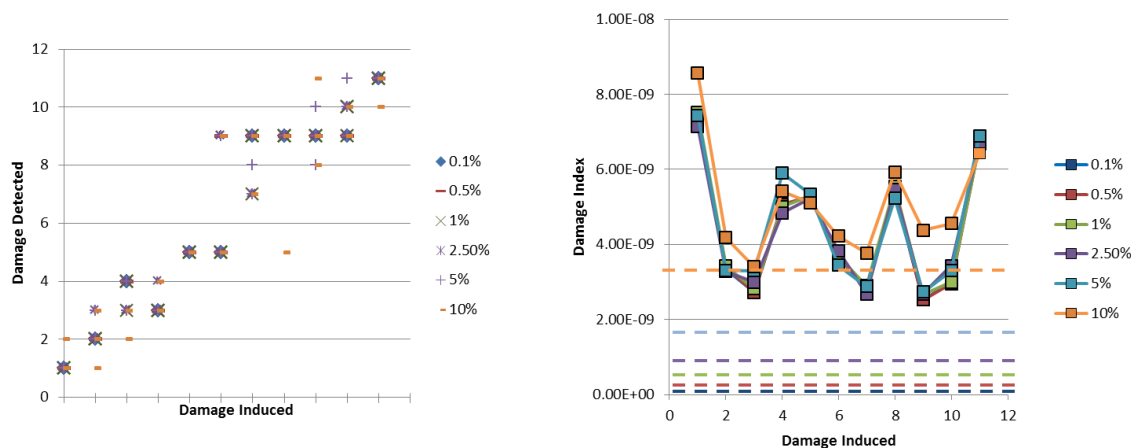 12
10
8
6
4
2
0
Damage Detected
Damage Induced
0.1%
0.5%
1%
2.50%
5%
10%
1.00E-08
8.00E-09
6.00E-09
4.00E-09
2.00E-09
0.00E+00
Damage Index
0 2 4 6 8 10 12
Damage Induced
0.1%
0.5%
1%
2.50%
5%
10%